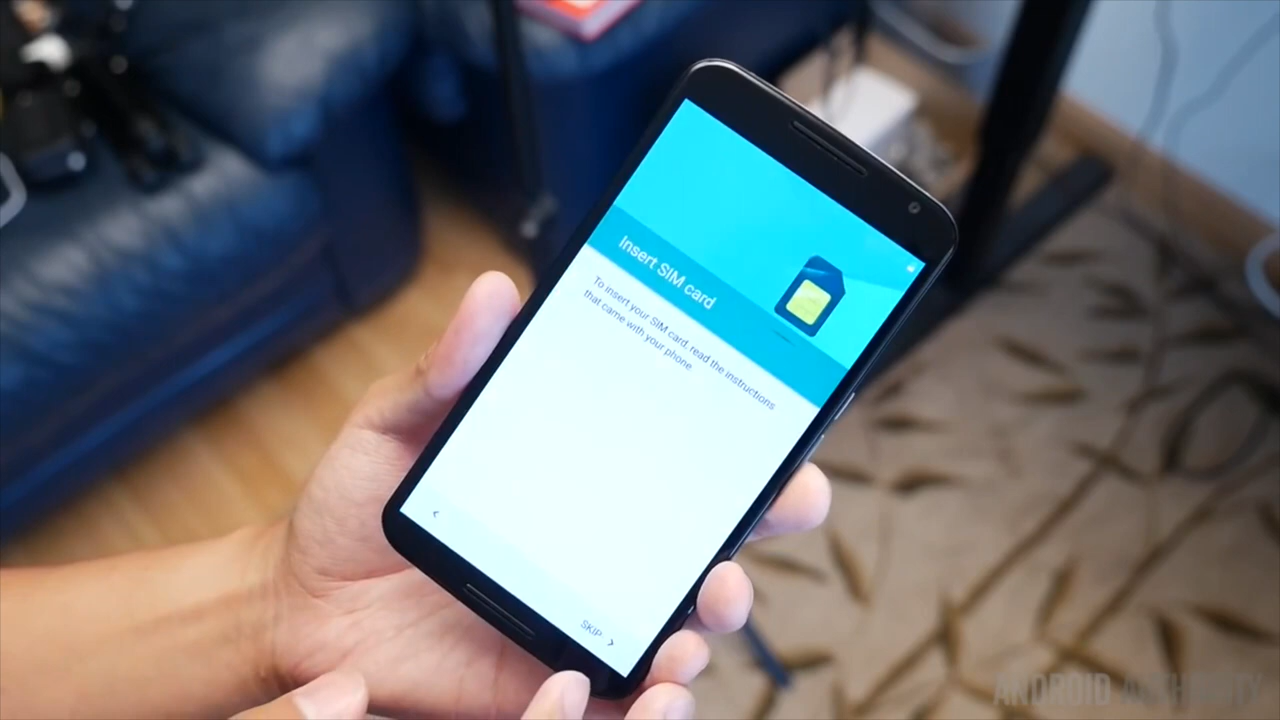 Insert SIM card
To insert your SIM card, read the instructions
that came with your phone.
SKIP
ANDROID AUTHORITY